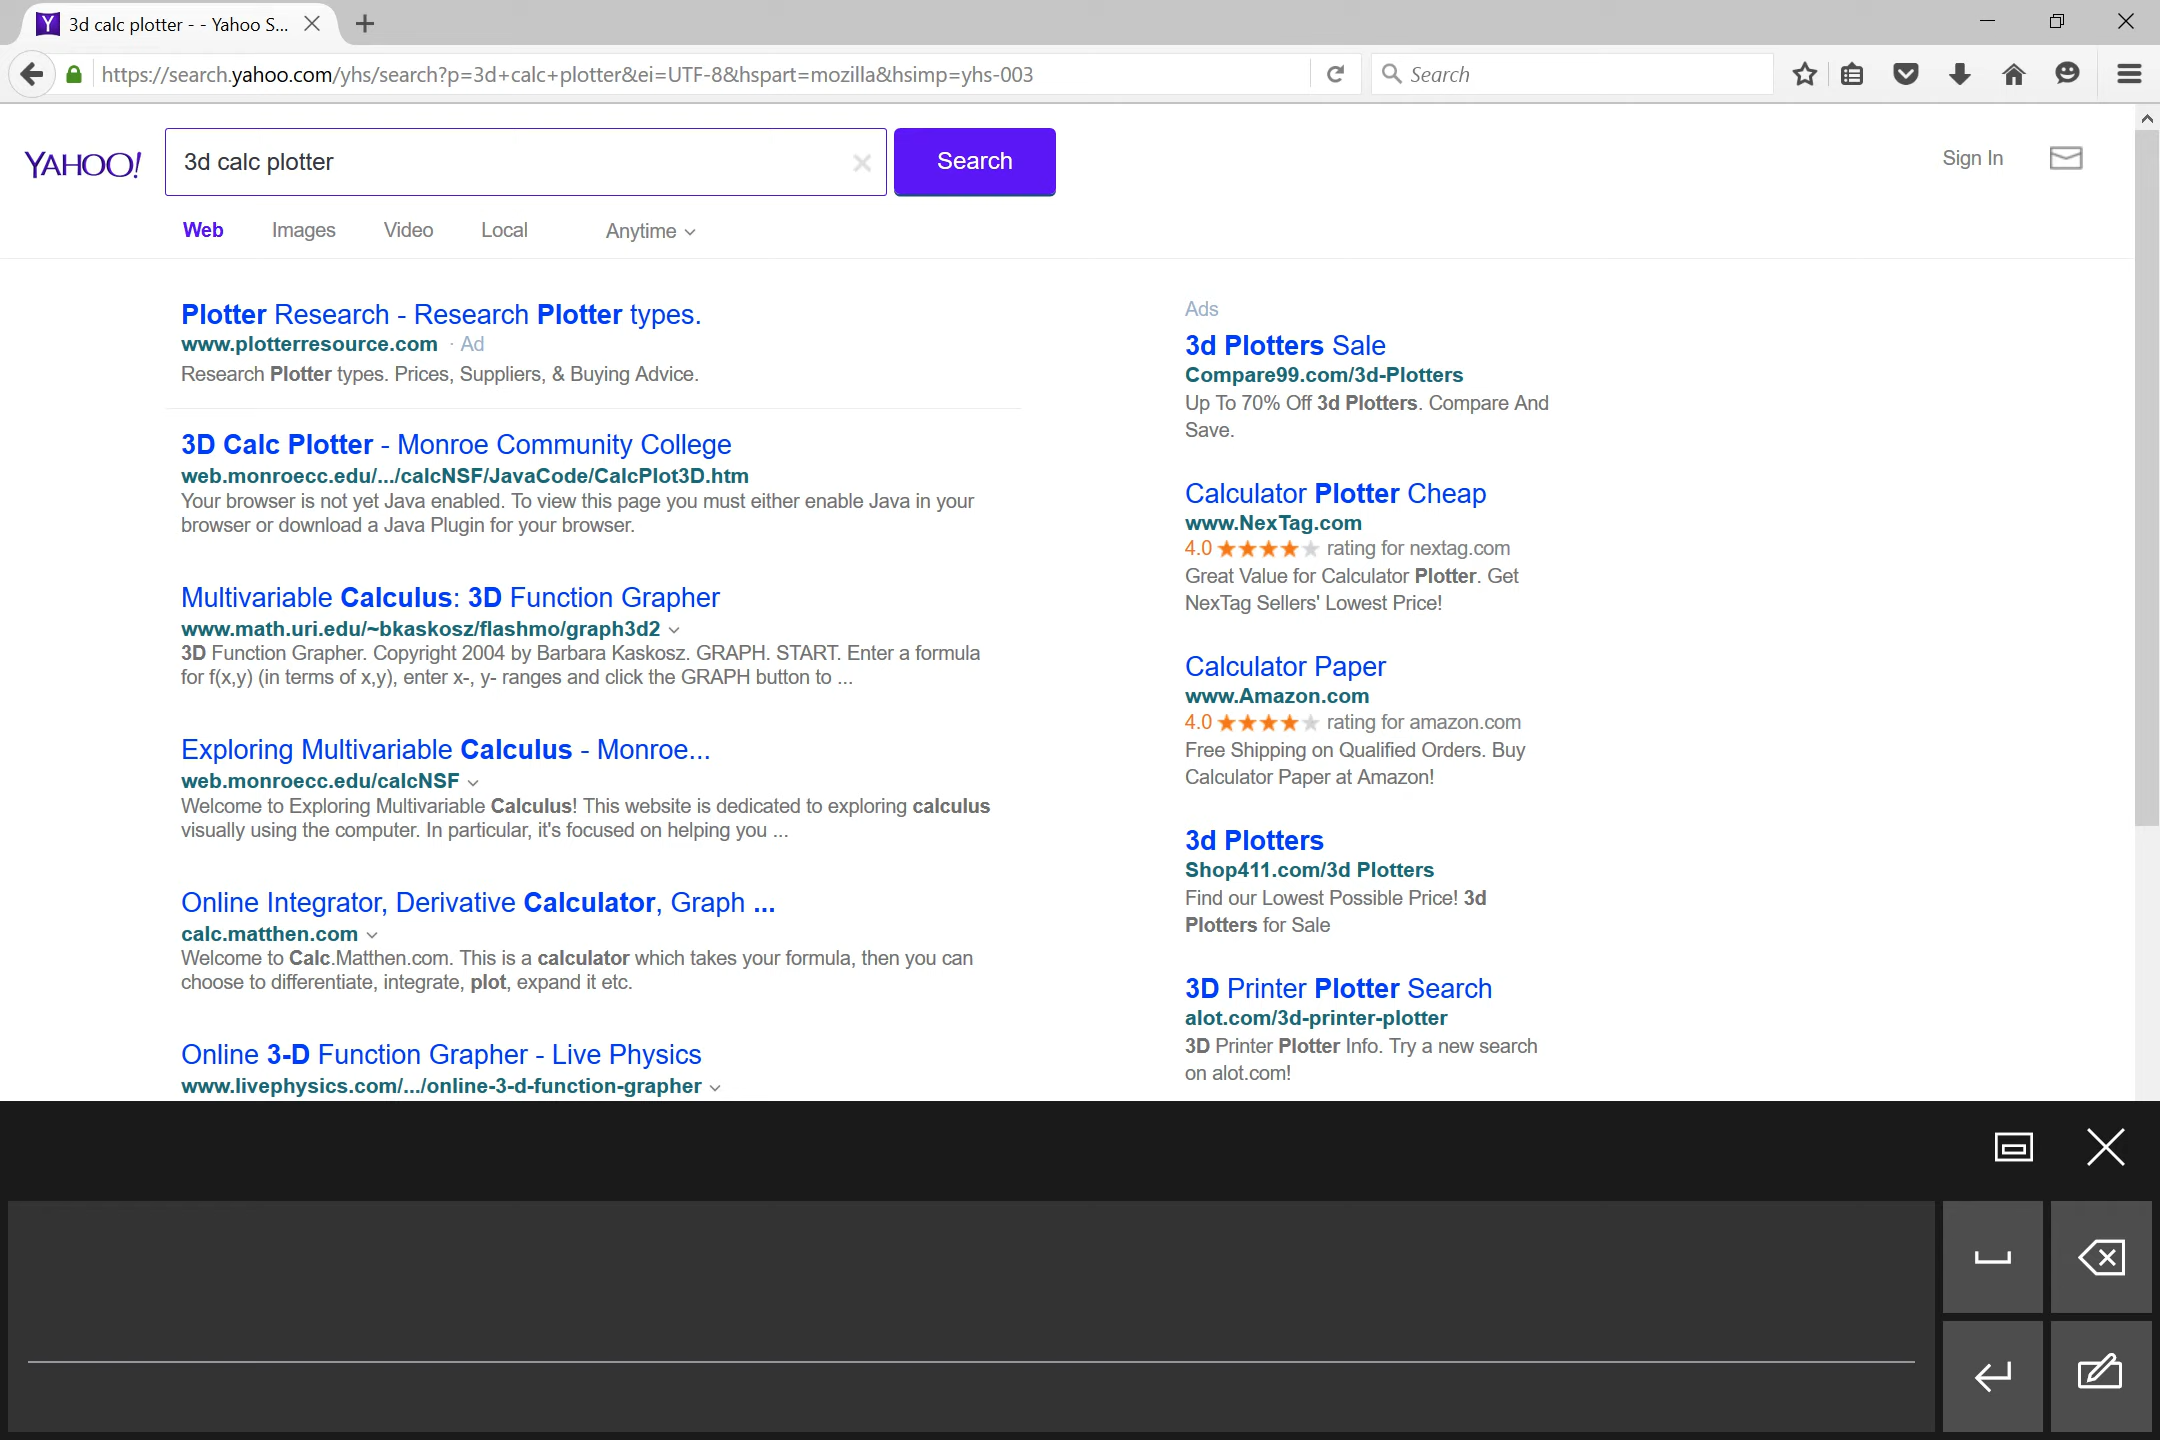 3d calc plotter - - Yahoo S...
https://search.yahoo.com/yhs/search?p=3d+calc+plotter&ei=UTF-8&hspart=mozilla&hsimp=yhs-003
Search
YAHOO!
3d calc plotter
Search
Sign In
Web Images Video Local Anytime
Plotter Research - Research Plotter types.
www.plotterresource.com · Ad
Research Plotter types. Prices, Suppliers, & Buying Advice.
3D Calc Plotter - Monroe Community College
web.monroecc.edu/.../calcNSF/JavaCode/CalcPlot3D.htm
Your browser is not yet Java enabled. To view this page you must either enable Java in your
browser or download a Java Plugin for your browser.
Multivariable Calculus: 3D Function Grapher
www.math.uri.edu/~bkaskosz/flashmo/graph3d2
3D Function Grapher. Copyright 2004 by Barbara Kaskosz. GRAPH. START. Enter a formula
for f(x,y) (in terms of x,y), enter x-, y- ranges and click the GRAPH button to ...
Exploring Multivariable Calculus - Monroe...
web.monroecc.edu/calcNSF
Welcome to Exploring Multivariable Calculus! This website is dedicated to exploring calculus
visually using the computer. In particular, it's focused on helping you ...
Online Integrator, Derivative Calculator, Graph ...
calc.matthen.com
Welcome to Calc.Matthen.com. This is a calculator which takes your formula, then you can
choose to differentiate, integrate, plot, expand it etc.
Online 3-D Function Grapher - Live Physics
www.livephysics.com/.../online-3-d-function-grapher
Ads
3d Plotters Sale
Compare99.com/3d-Plotters
Up To 70% Off 3d Plotters. Compare And
Save.
Calculator Plotter Cheap
www.NexTag.com
4.0 rating for nextag.com
Great Value for Calculator Plotter. Get
NexTag Sellers' Lowest Price!
Calculator Paper
www.Amazon.com
4.0 rating for amazon.com
Free Shipping on Qualified Orders. Buy
Calculator Paper at Amazon!
3d Plotters
Shop411.com/3d Plotters
Find our Lowest Possible Price! 3d
Plotters for Sale
3D Printer Plotter Search
alot.com/3d-printer-plotter
3D Printer Plotter Info. Try a new search
on alot.com!